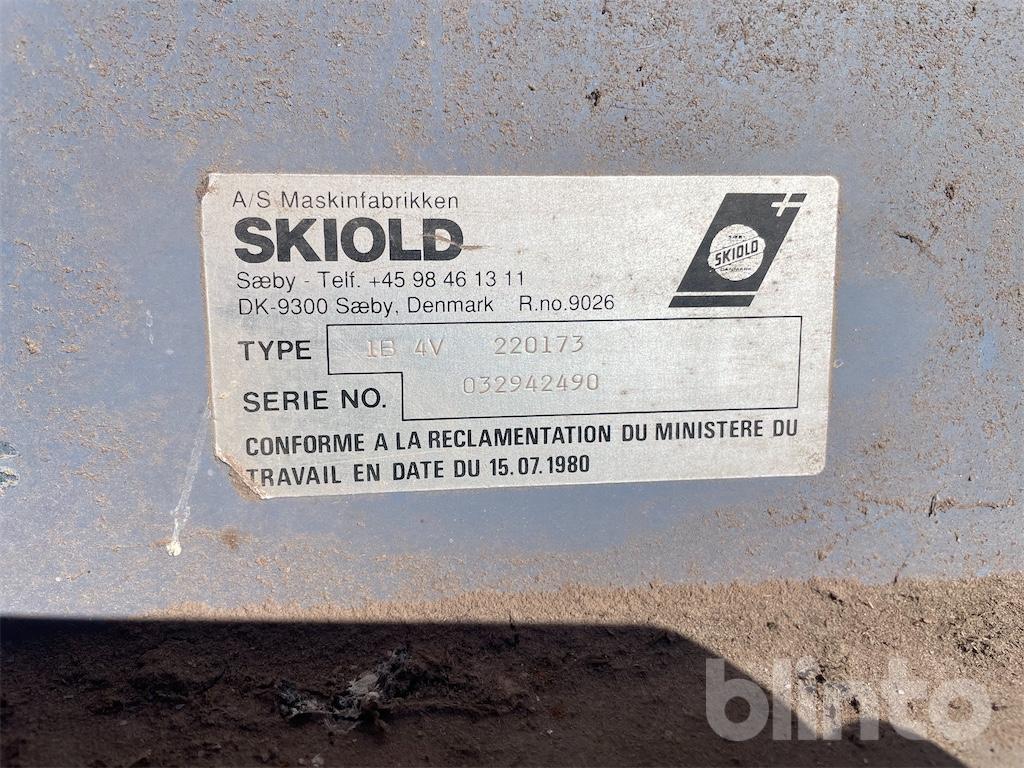 A/S Maskinfabrikken
SKIOLD
Sæby - Telf. +45 98 46 13 11
DK-9300 Sæby, Denmark R.no.9026
SKIOLD
TYPE 1B 4V 220173
SERIE NO. 032942490
CONFORME A LA RECLAMENTATION DU MINISTERE DU
TRAVAIL EN DATE DU 15.07.1980
blinto